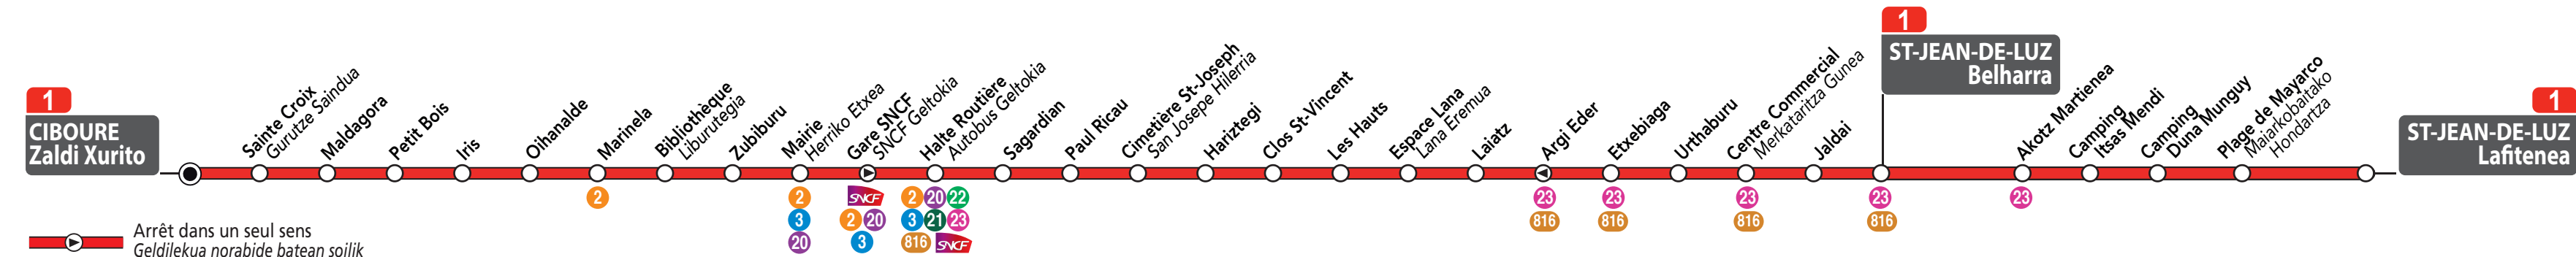 1
CIBOURE
Zaldi Xurito
Sainte Croix
Gurutze Saindua
Maldagora
Petit Bois
Iris
Oihanalde
Marinela
Bibliothèque
Liburutegia
Zubiburu
Mairie
Herriko Etxea
Gare SNCF
SNCF Geltokia
Halte Routière
Autobus Geltokia
Sagardian
Paul Ricau
Cimetière St-Joseph
San Josepe Hilerria
Hariztegi
Clos St-Vincent
Les Hauts
Espace Lana
Lana Eremua
Laiatz
Argi Eder
Etxebiaga
Urthaburu
Centre Commercial
Merkataritza Gunea
Jaldai
1
ST-JEAN-DE-LUZ
Belharra
Akotz Martienea
Camping
Itsas Mendi
Camping
Duna Munguy
Plage de Mayarco
Maiarkobaitako
Hondartza
1
ST-JEAN-DE-LUZ
Lafitenea
2
2
3
20
SNCF
2 20
3
2 20 22
3 21 23
816 SNCF
23
816
23
816
23
816
23
816
23
Arrêt dans un seul sens
Geldilekua norabide batean soilik